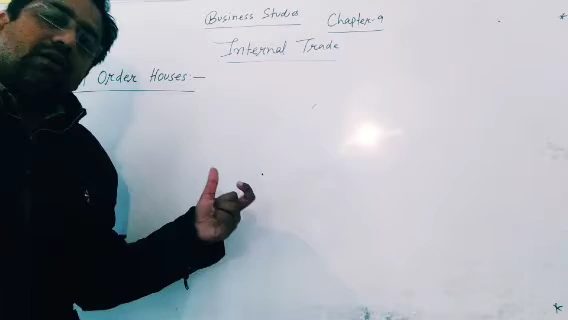 Business Studies Chapter-9
Internal Trade
Order Houses:-